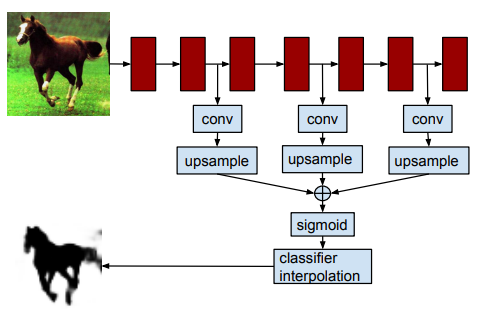 conv
conv
conv
upsample
upsample
upsample
sigmoid
classifier
interpolation